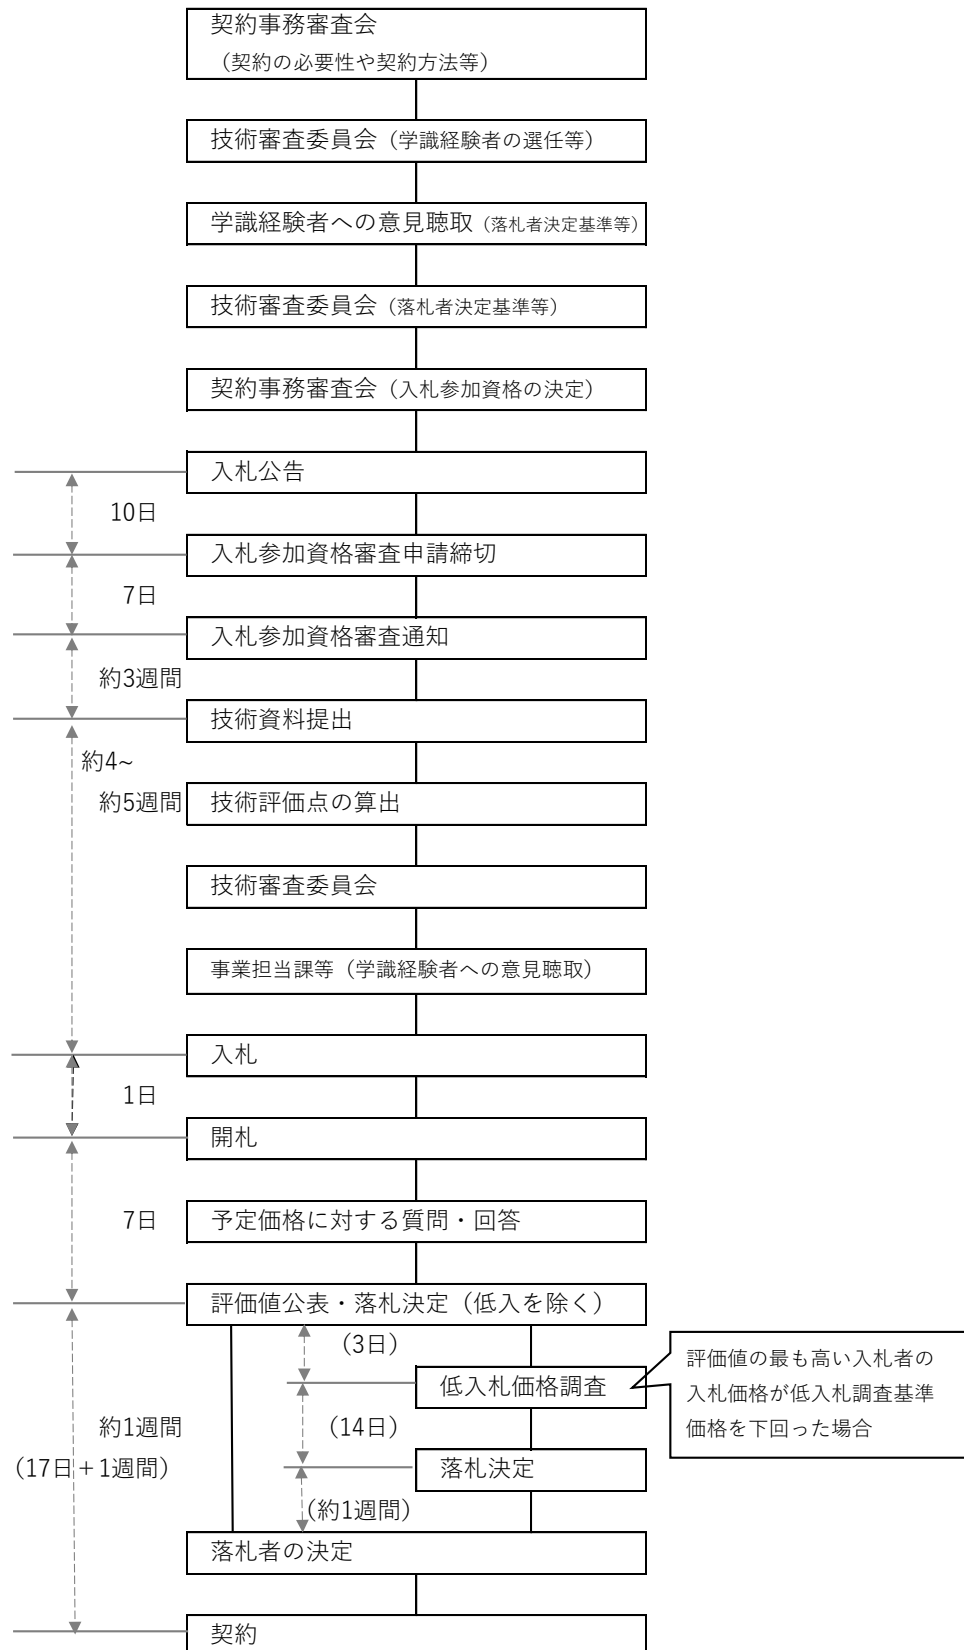 契約事務審査会
(契約の必要性や契約方法等)
技術審査委員会(学識経験者の選任等)
学識経験者への意見聴取(落札者決定基準等)
技術審査委員会(落札者決定基準等)
契約事務審査会(入札参加資格の決定)
入札公告
10日
入札参加資格審査申請締切
7日
入札参加資格審査通知
約3週間
技術資料提出
約4~
約5週間
技術評価点の算出
技術審査委員会
事業担当課等(学識経験者への意見聴取)
入札
1日
開札
7日
予定価格に対する質問・回答
評価値公表・落札決定(低入を除く)
(3日)
評価値の最も高い入札者の
入札価格が低入札調査基準
価格を下回った場合
低入札価格調査
約1週間
(17日+1週間)
(14日)
落札決定
(約1週間)
落札者の決定
契約